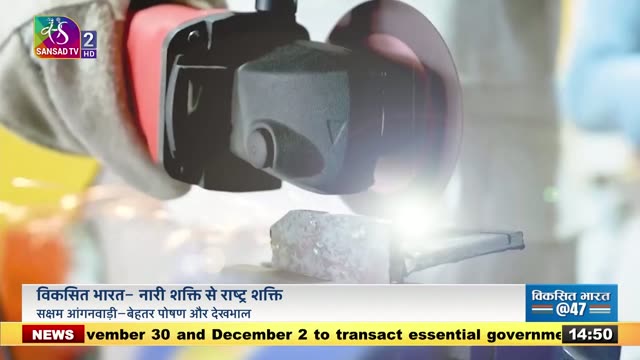 SANSAD TV 2
HD
विकसित भारत– नारी शक्ति से राष्ट्र शक्ति
सक्षम आंगनवाड़ी–बेहतर पोषण और देखभाल
विकसित भारत
@47
NEWS vember 30 and December 2 to transact essential governme 14:50